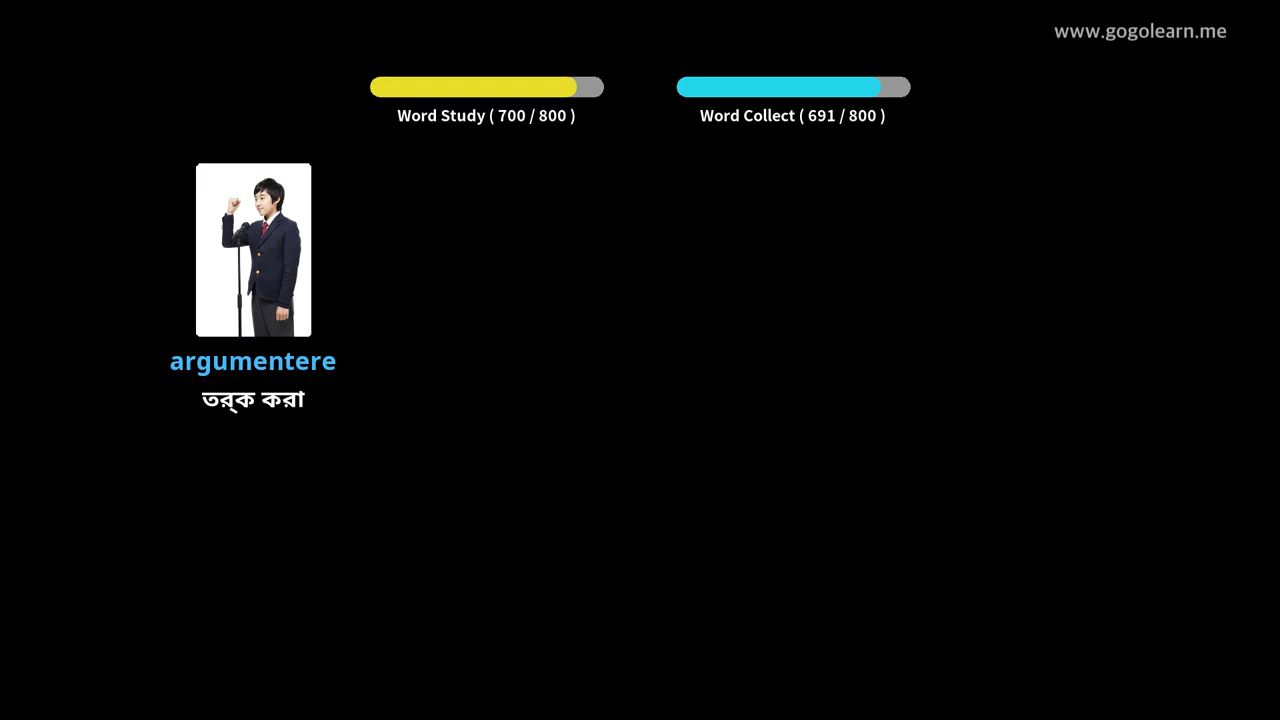 www.gogolearn.me
Word Study ( 700 / 800 )
Word Collect ( 691 / 800 )
argumentere
তর্ক করা